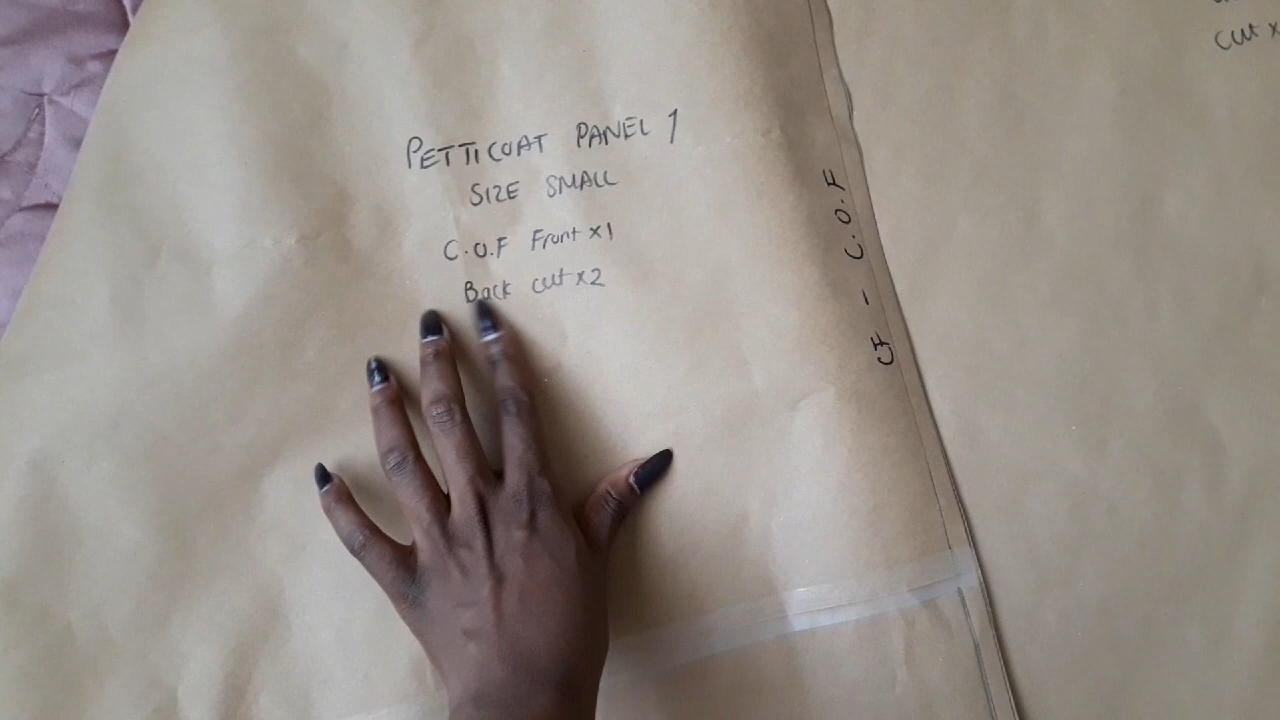 PETTICOAT PANEL 1
SIZE SMALL
C.O.F Front x1
Back cut x2
CF - C.O.F
Cut x